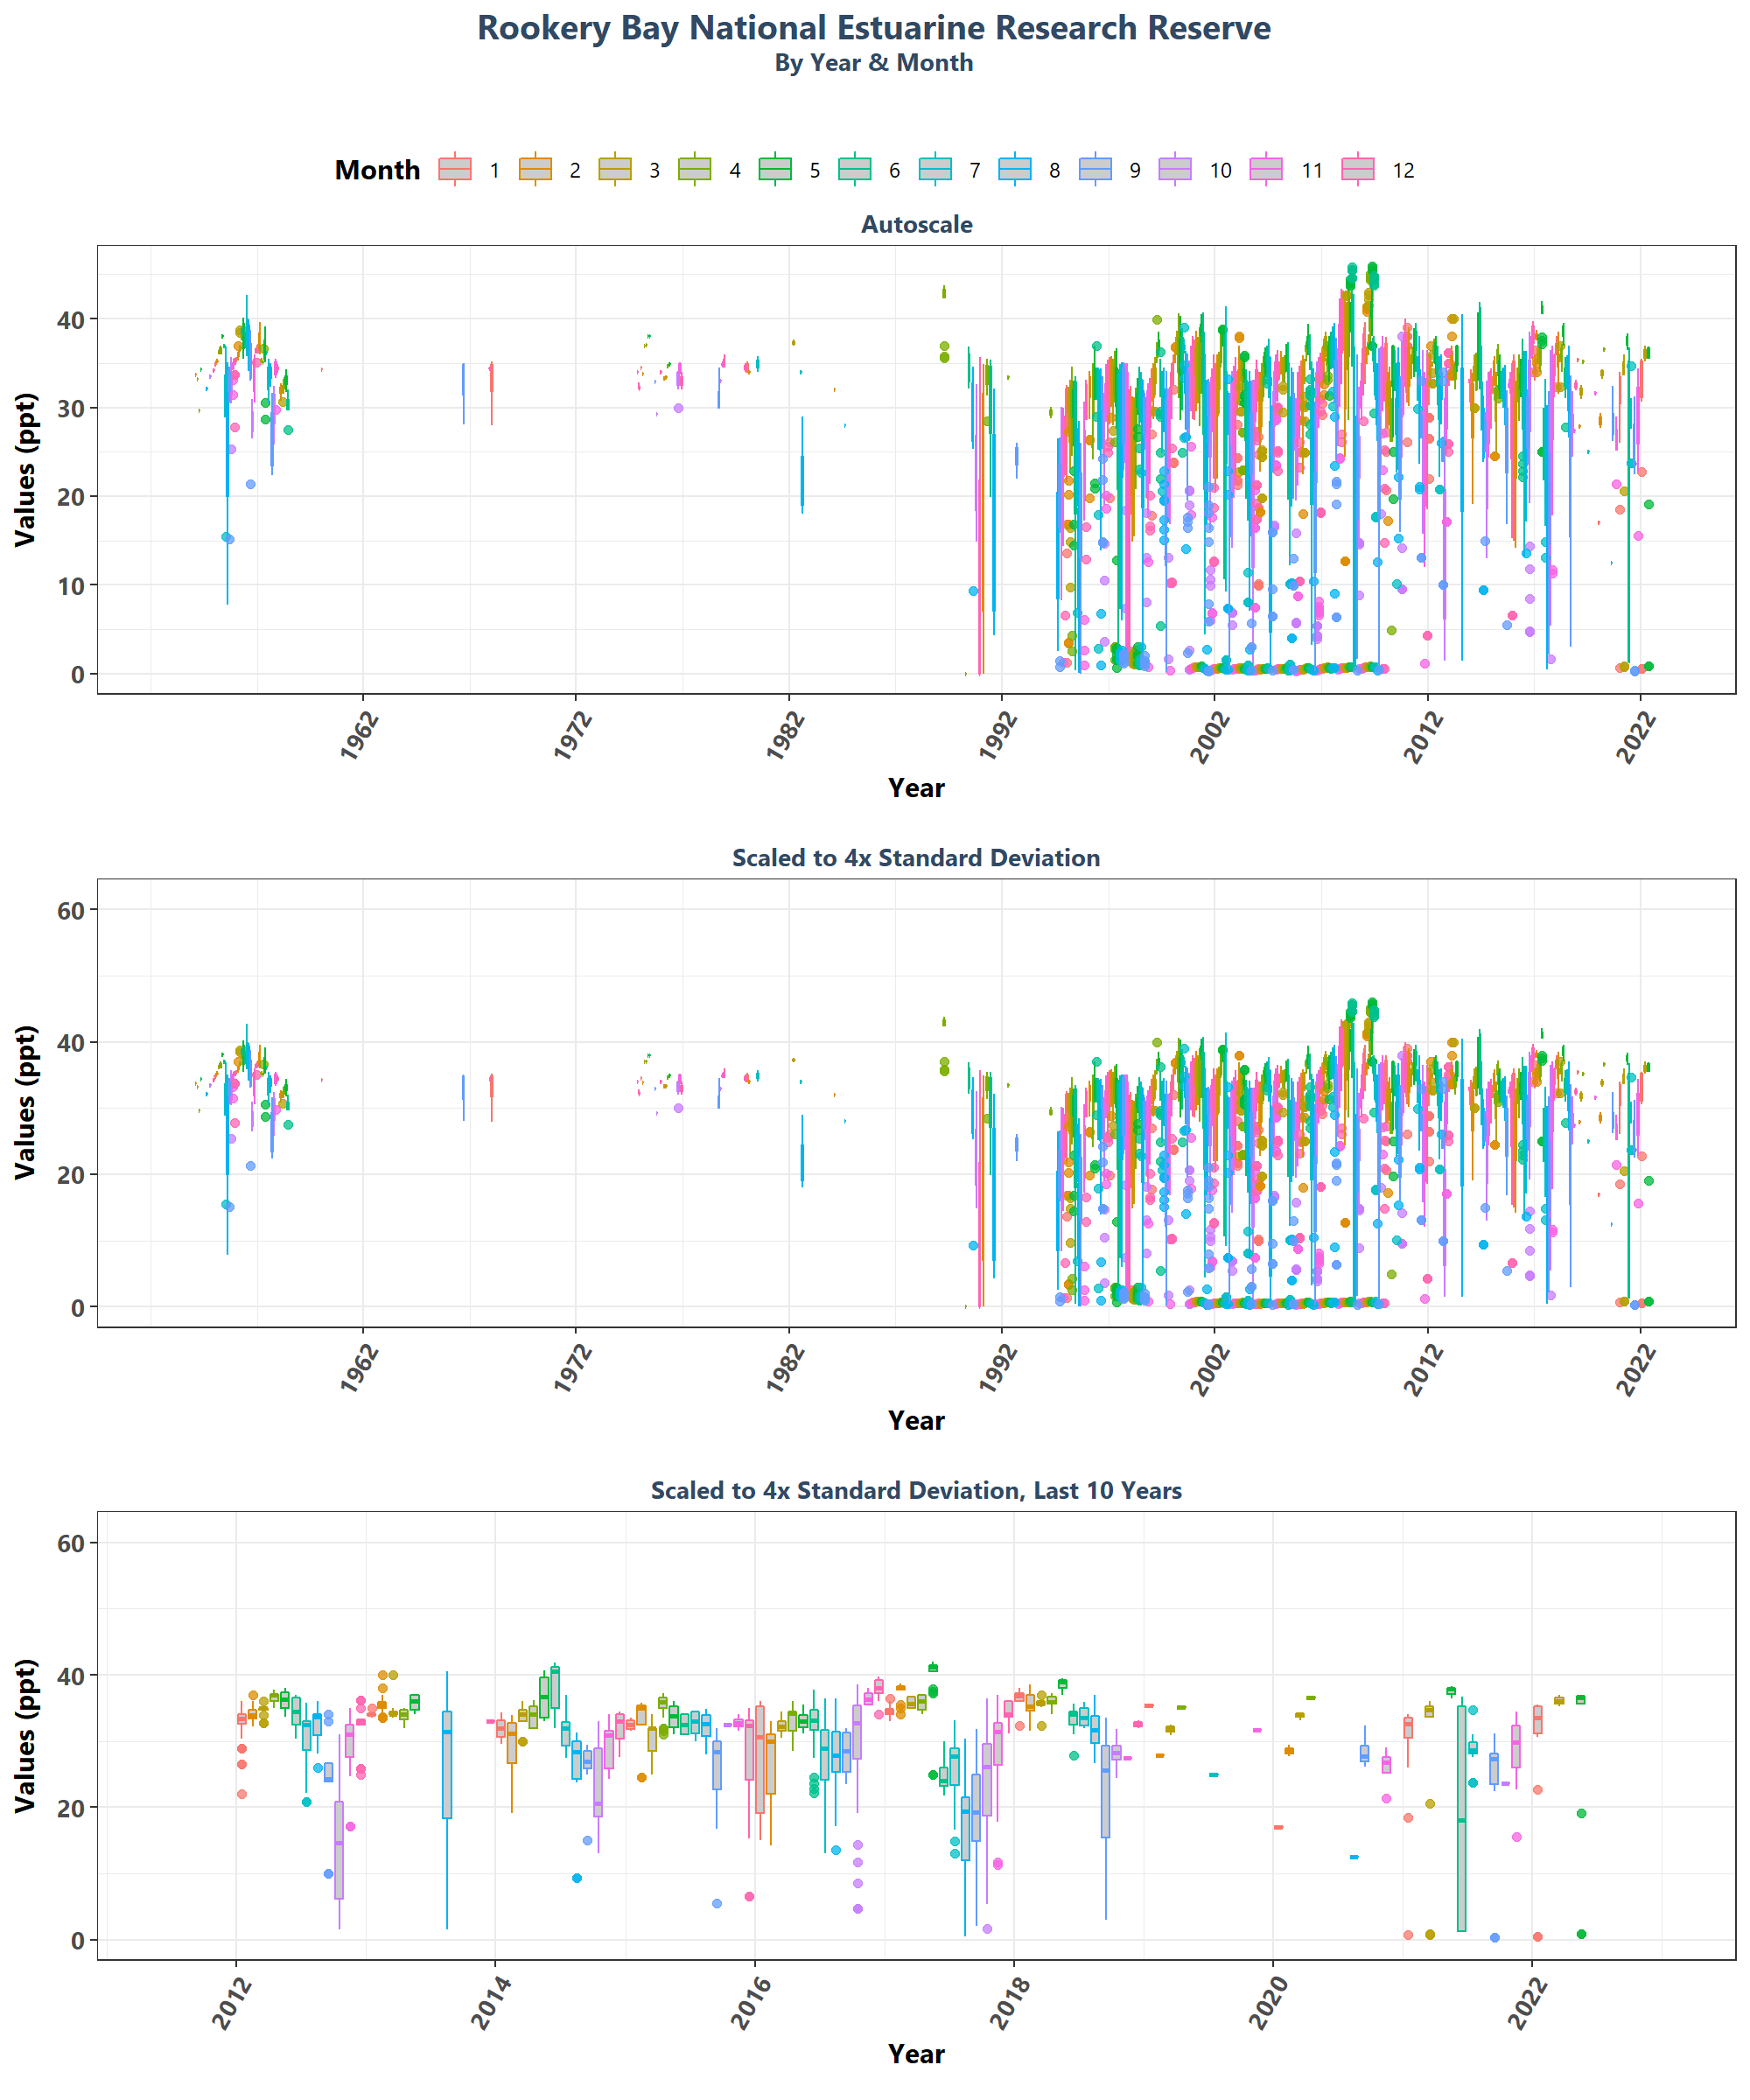 Rookery Bay National Estuarine Research Reserve
By Year & Month
Month 1 2 3 4 5 6 7 8 9 10 11 12
Autoscale
Values (ppt)
40
30
20
10
0
1962 1972 1982 1992 2002 2012 2022
Year
Scaled to 4x Standard Deviation
Values (ppt)
60
40
20
0
1962 1972 1982 1992 2002 2012 2022
Year
Scaled to 4x Standard Deviation, Last 10 Years
Values (ppt)
60
40
20
0
2012 2014 2016 2018 2020 2022
Year